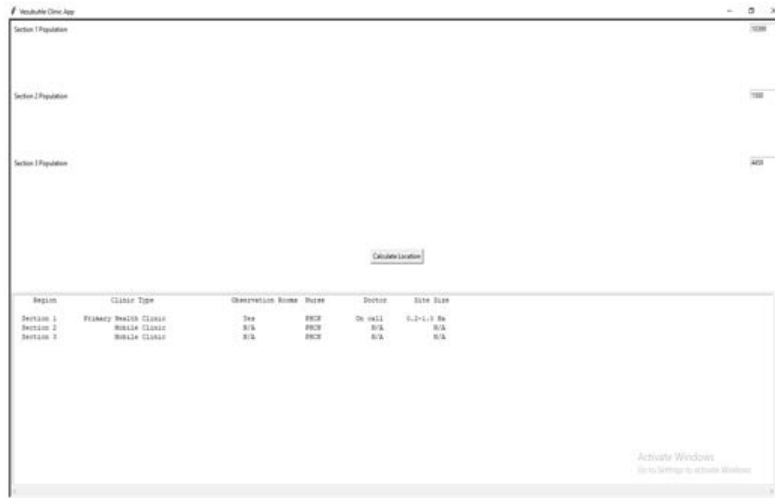 Vezubuhle Clinic App
Section 1 Population
Section 2 Population
Section 3 Population
Calculate Location
Region Clinic Type Observation Rooms Nurse Doctor Site Size
Section 1 Primary Health Clinic Yes PHCN On call 0.2-1.0 Ha
Section 2 Mobile Clinic N/A PHCN N/A N/A
Section 3 Mobile Clinic N/A PHCN N/A N/A
Activate Windows
Go to Settings to activate Windows.